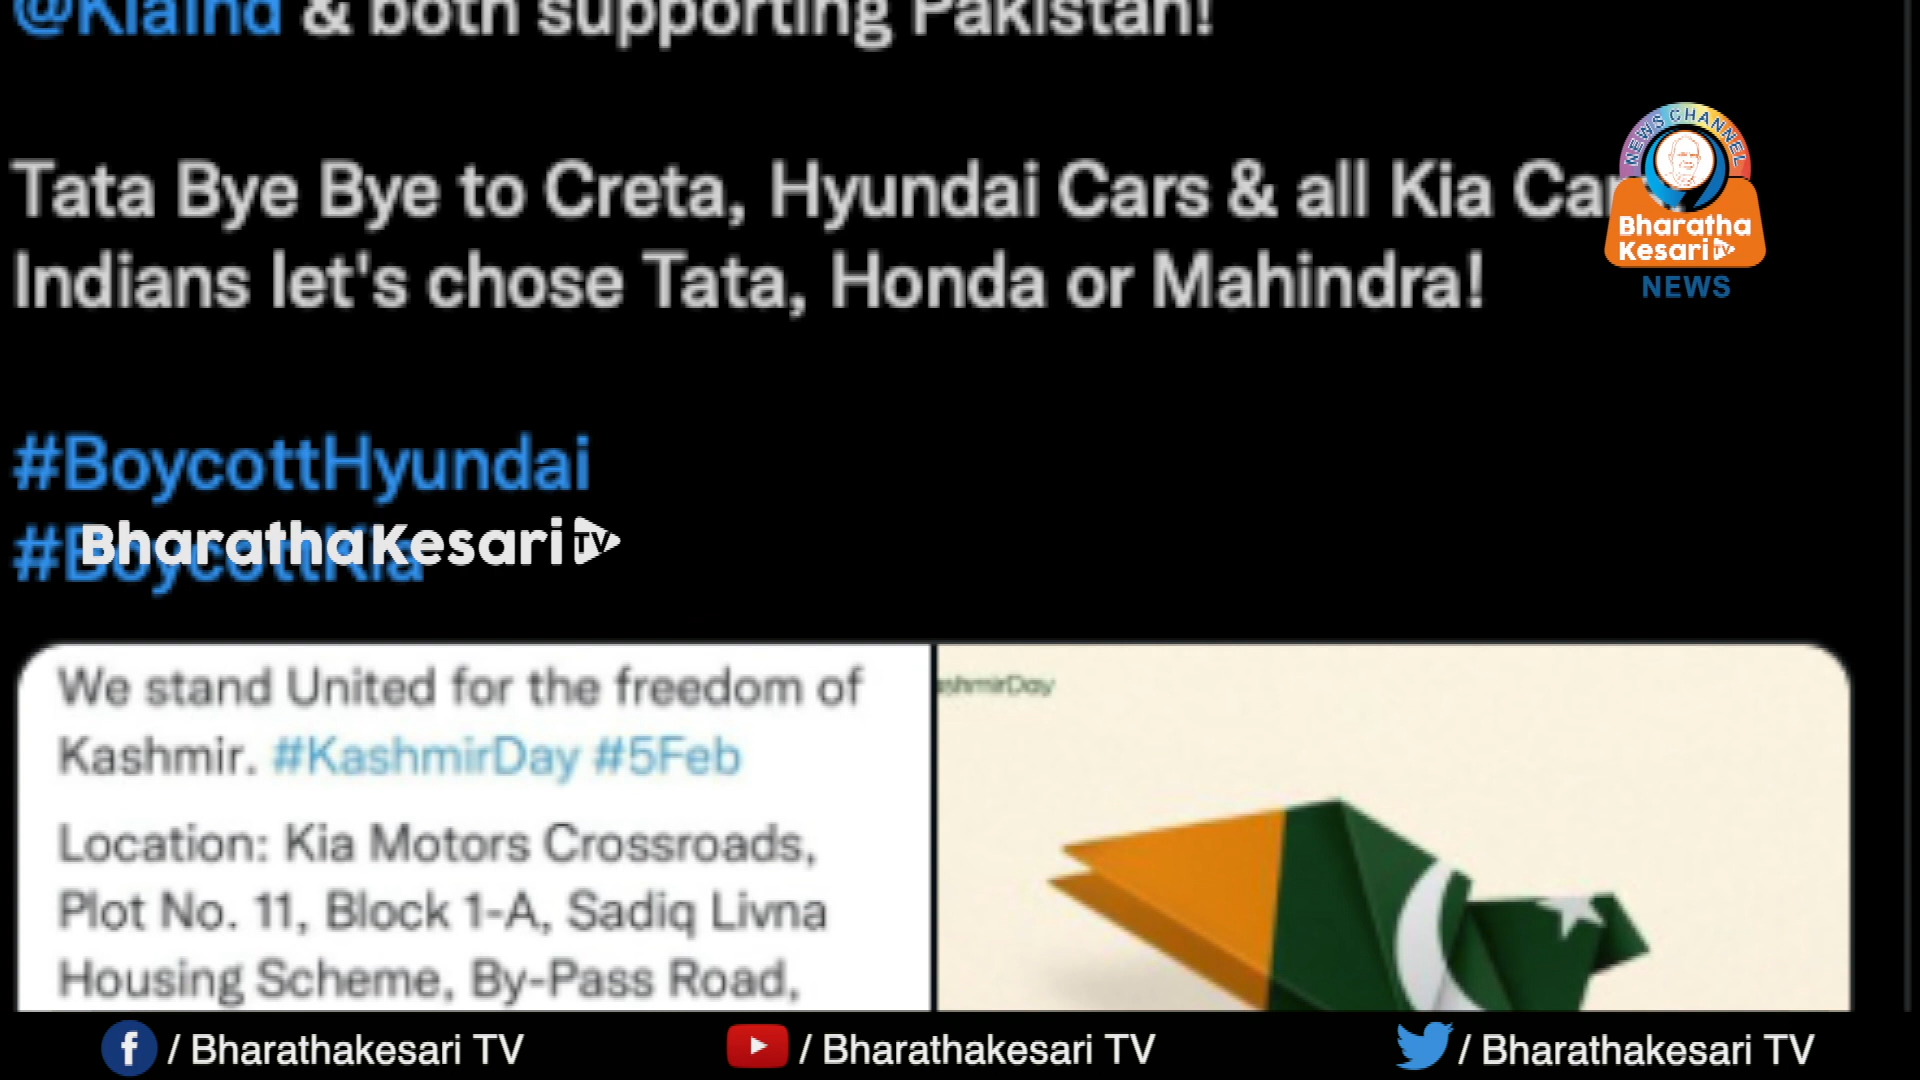 @KiaInd & both supporting Pakistan!
Tata Bye Bye to Creta, Hyundai Cars & all Kia
Indians let's chose Tata, Honda or Mahindra!
#BoycottHyundai
#BoycottKia
BharathaKesari TV
NEWS CHANNEL
Bharatha
Kesari TV
NEWS
We stand United for the freedom of
Kashmir. #KashmirDay #5Feb
Location: Kia Motors Crossroads,
Plot No. 11, Block 1-A, Sadiq Livna
Housing Scheme, By-Pass Road,
/ Bharathakesari TV
/ Bharathakesari TV
/ Bharathakesari TV